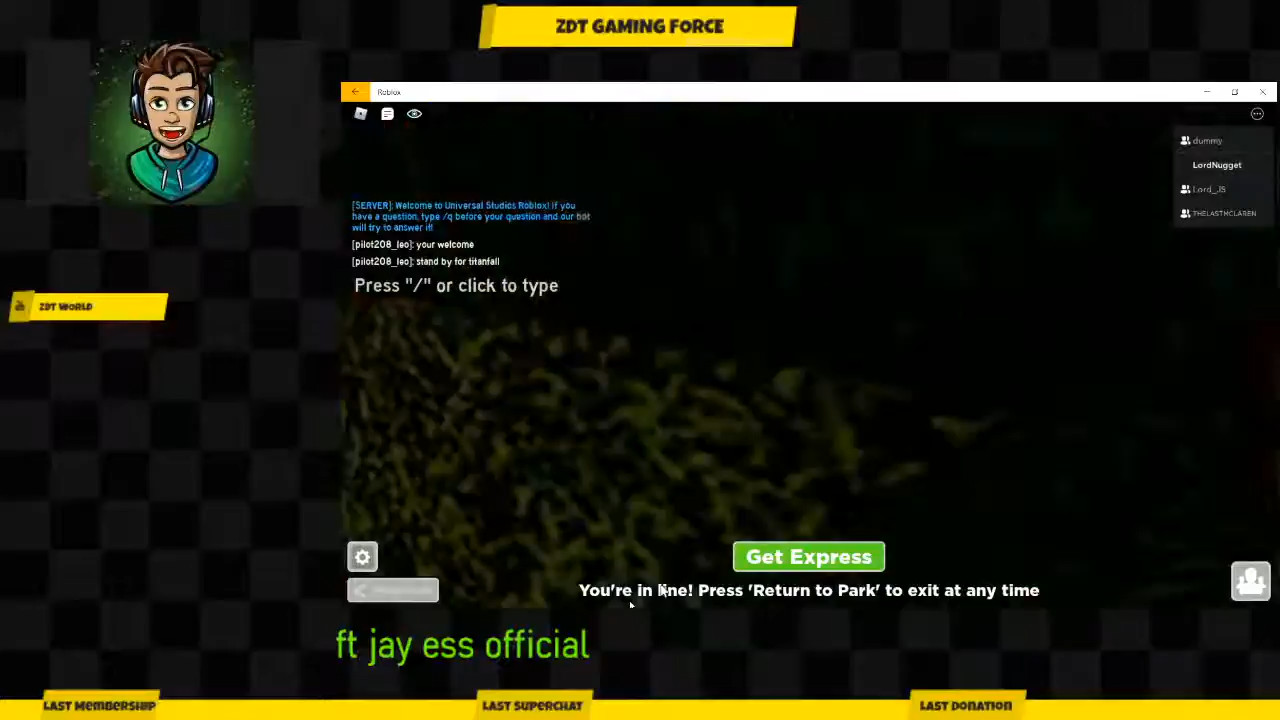 ZDT GAMING FORCE
Roblox
dummy
LordNugget
Lord_JS
THELASTMCLAREN
[SERVER]: Welcome to Universal Studios Roblox! If you
have a question, type /q before your question and our bot
will try to answer it!
[pilot208_leo]: your welcome
[pilot208_leo]: stand by for titanfall
Press "/" or click to type
ZDT WORLD
Get Express
You're in line! Press 'Return to Park' to exit at any time
ft jay ess official
LAST MEMBERSHIP
LAST SUPERCHAT
LAST DONATION